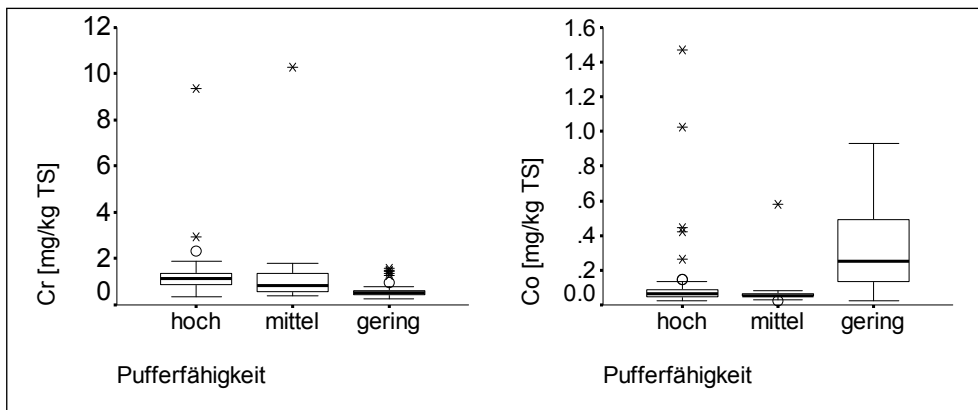 Cr [mg/kg TS]
12
10
8
6
4
2
0
hoch mittel gering
Pufferfähigkeit
Co [mg/kg TS]
1.6
1.4
1.2
1.0
.8
.6
.4
.2
0.0
hoch mittel gering
Pufferfähigkeit